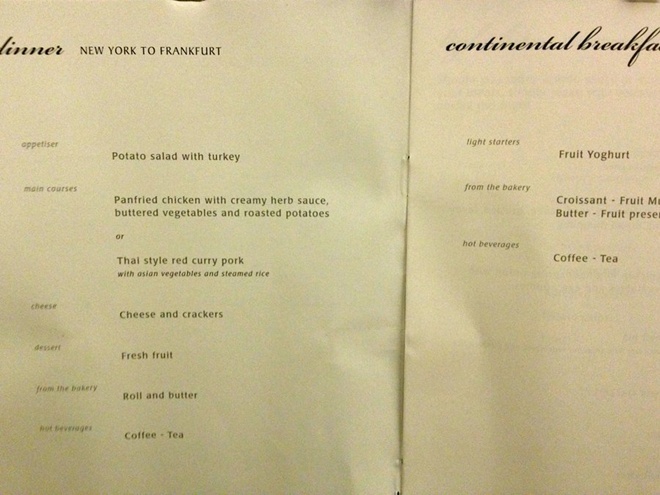 dinner NEW YORK TO FRANKFURT
appetiser
Potato salad with turkey
main courses
Panfried chicken with creamy herb sauce,
buttered vegetables and roasted potatoes
or
Thai style red curry pork
with asian vegetables and steamed rice
cheese
Cheese and crackers
dessert
Fresh fruit
from the bakery
Roll and butter
hot beverages
Coffee - Tea
continental breakfa
light starters
Fruit Yoghurt
from the bakery
Croissant - Fruit Mu
Butter - Fruit prese
hot beverages
Coffee - Tea